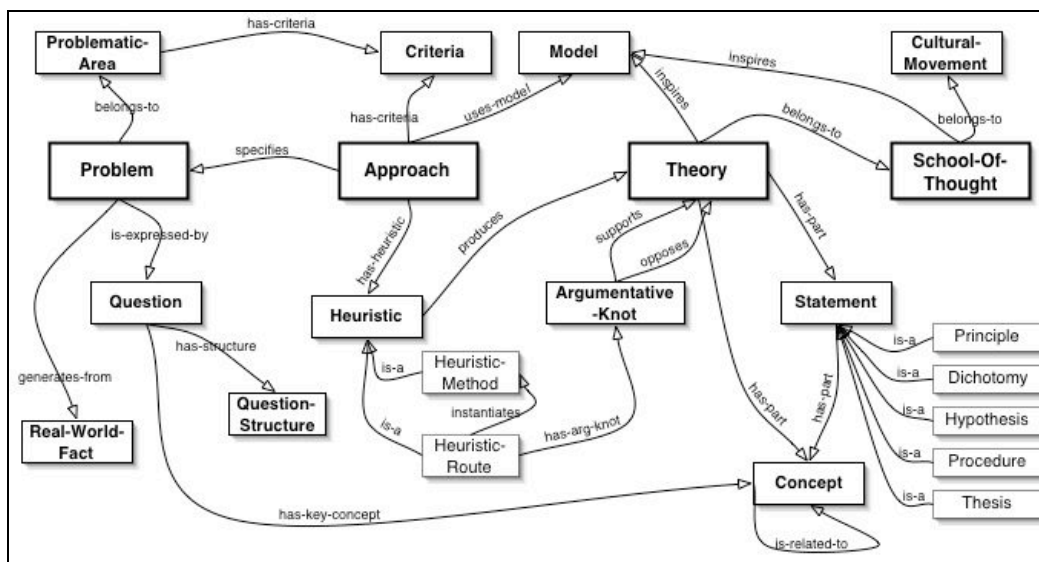 has-criteria
Problematic-
Area
Criteria
Model
inspires
Cultural-
Movement
belongs-to
has-criteria
uses-model
inspires
belongs-to
belongs-to
specifies
Problem
Approach
Theory
School-Of-
Thought
is-expressed-by
has-heuristic
produces
supports
opposes
has-part
Question
Heuristic
Argumentative
-Knot
Statement
has-structure
is-a
Heuristic-
Method
is-a
Principle
is-a
Dichotomy
generates-from
instantiates
has-part
has-part
Real-World-
Fact
Question-
Structure
is-a
Heuristic-
Route
has-arg-knot
is-a
Hypothesis
is-a
Procedure
is-a
Thesis
has-key-concept
Concept
is-related-to